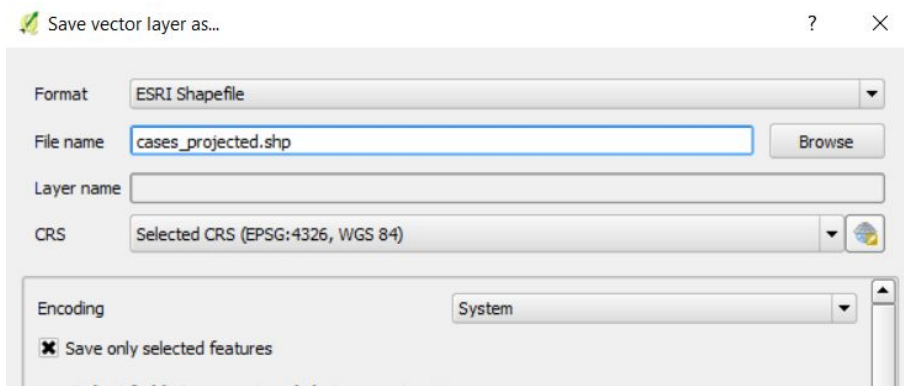 Save vector layer as...
?
Format ESRI Shapefile
File name cases_projected.shp Browse
Layer name
CRS Selected CRS (EPSG:4326, WGS 84)
Encoding System
Save only selected features